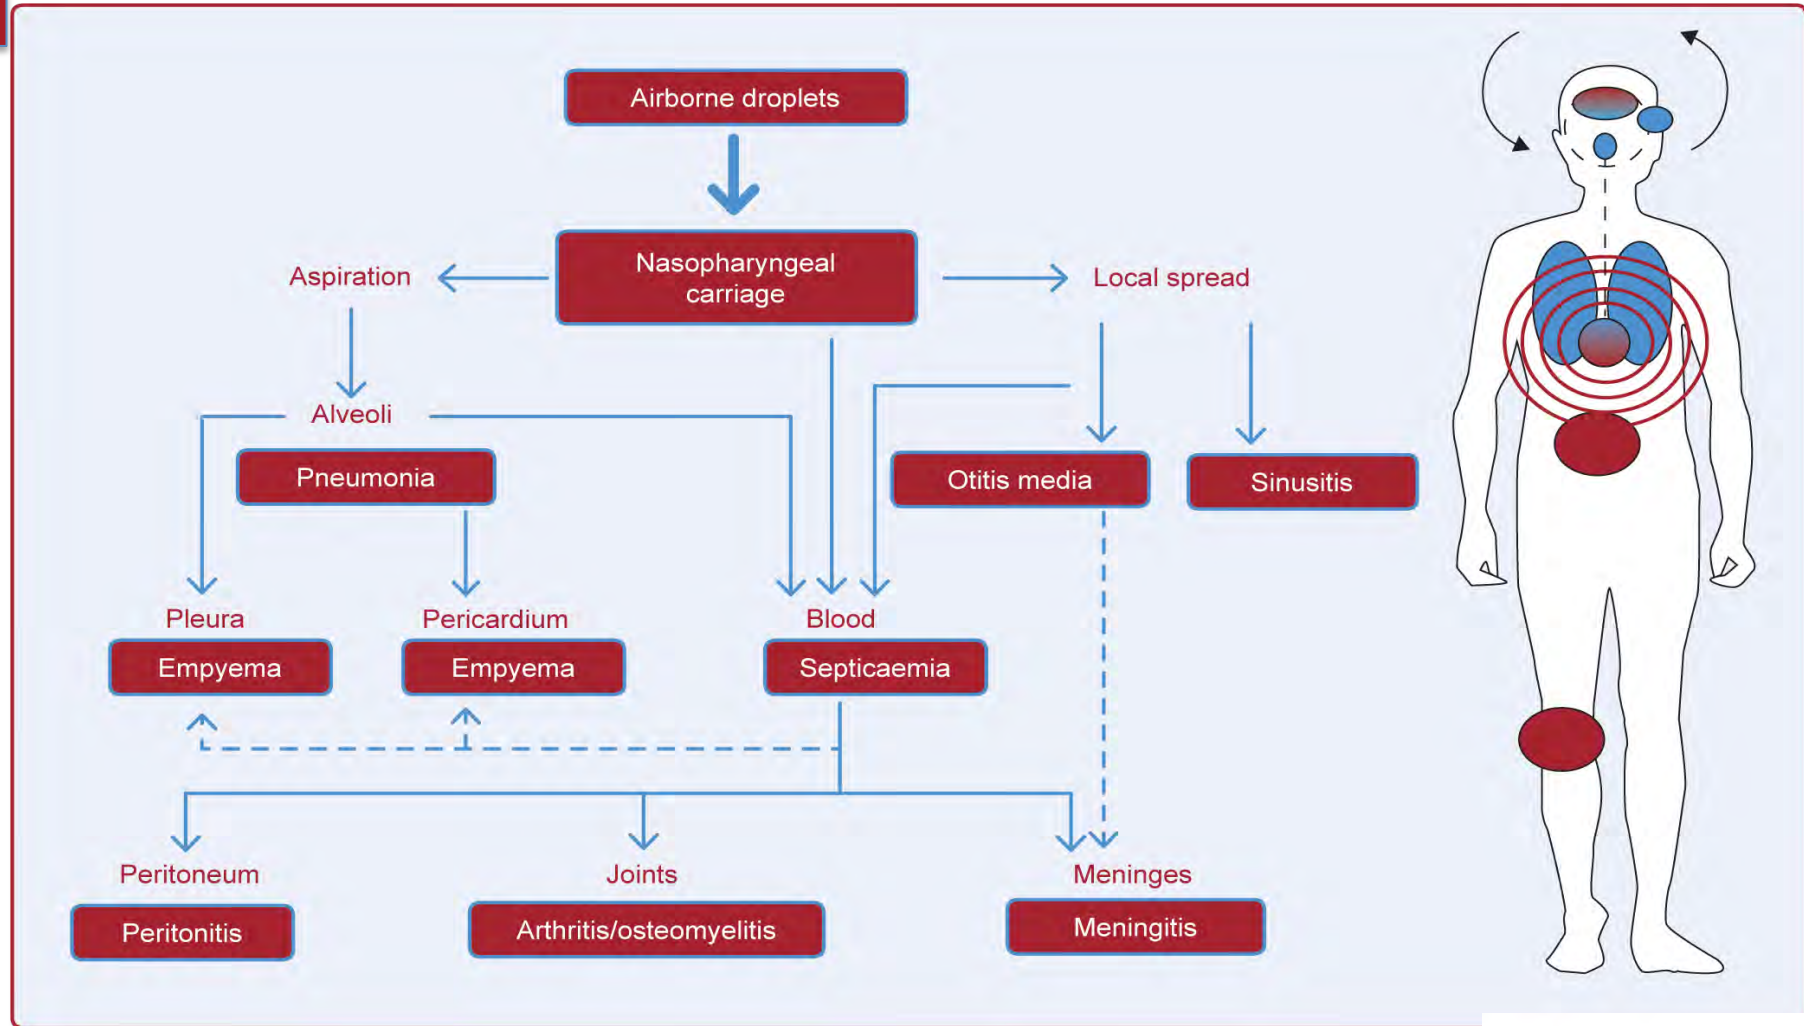 Airborne droplets
Aspiration
Nasopharyngeal
carriage
Local spread
Alveoli
Pneumonia
Otitis media
Sinusitis
Pleura
Pericardium
Blood
Empyema
Empyema
Septicaemia
Peritoneum
Joints
Meninges
Peritonitis
Arthritis/osteomyelitis
Meningitis